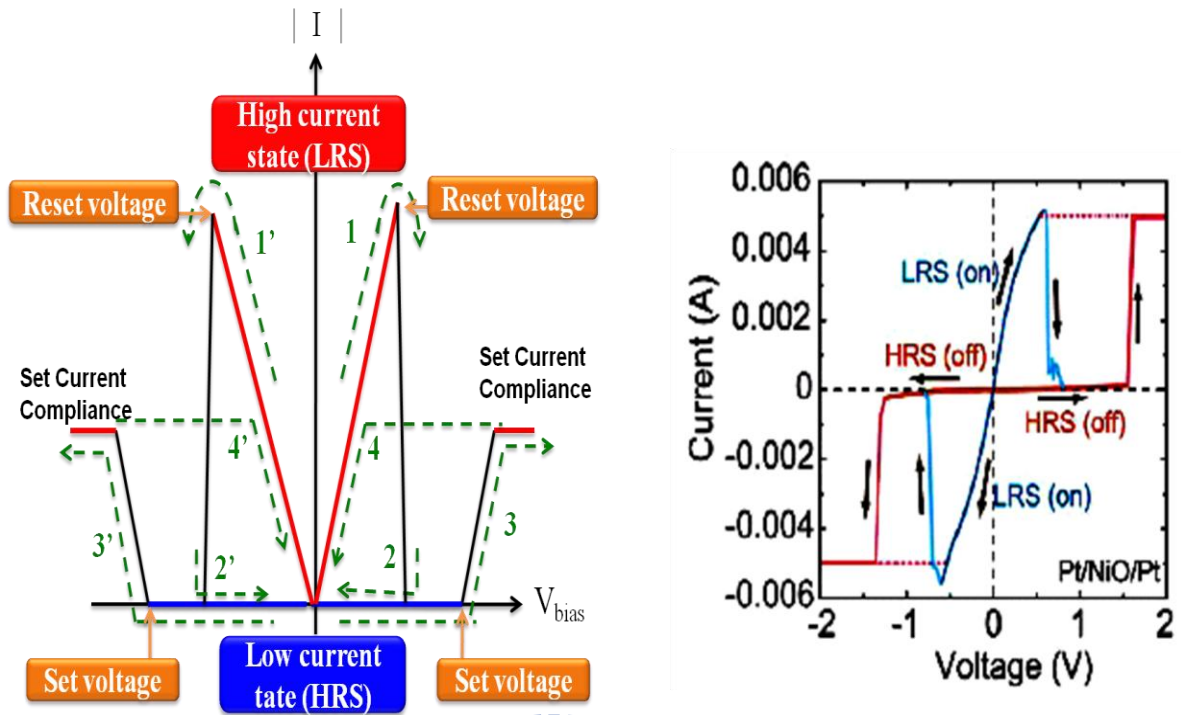 | I |
High current
state (LRS)
Reset voltage
Reset voltage
1’
1
Set Current
Compliance
Set Current
Compliance
4’
4
3’
3
2’
2
V bias
Low current
tate (HRS)
Set voltage
Set voltage
0.006
0.004
0.002
0
-0.002
-0.004
-0.006
Current (A)
LRS (on)
HRS (off)
HRS (off)
LRS (on)
Pt/NiO/Pt
-2
-1
0
1
2
Voltage (V)